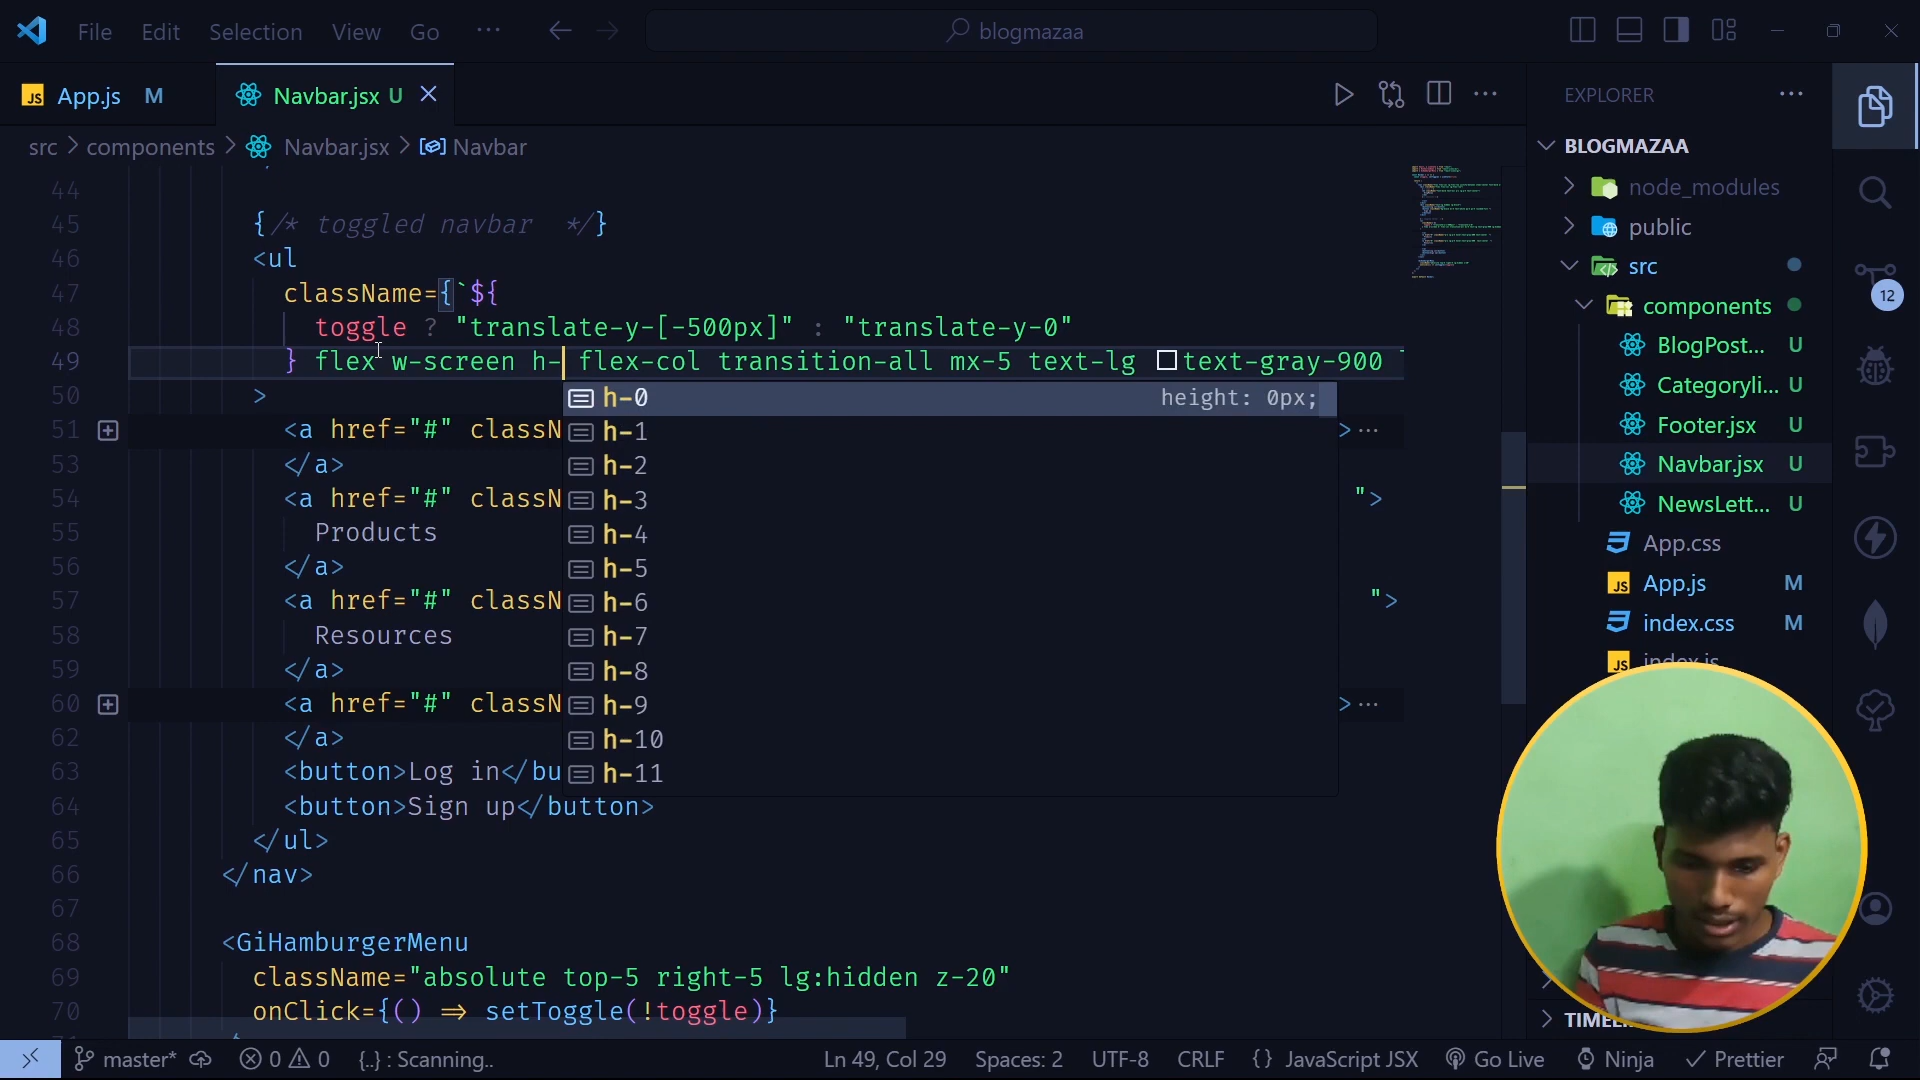 File Edit Selection View Go ··· blogmazaa
JS App.js M Navbar.jsx U
src > components > Navbar.jsx > Navbar
EXPLORER
BLOGMAZAA
node_modules
public
src
components
BlogPost... U
Categoryli... U
Footer.jsx U
Navbar.jsx U
NewsLett... U
App.css
JS App.js M
index.css M
JS index.js
12
44
45 {/* toggled navbar */}
46 <ul
47 className={`${
48 toggle ? "translate-y-[-500px]" : "translate-y-0"
49 } flex w-screen h- flex-col transition-all mx-5 text-lg text-gray-900
50 >
51 <a href="#" classN > ···
53 </a>
54 <a href="#" classN ">
55 Products
56 </a>
57 <a href="#" classN ">
58 Resources
59 </a>
60 <a href="#" classN > ···
62 </a>
63 <button>Log in</bu
64 <button>Sign up</button>
65 </ul>
66 </nav>
67
68 <GiHamburgerMenu
69 className="absolute top-5 right-5 lg:hidden z-20"
70 onClick={() => setToggle(!toggle)}
h-0 height: 0px;
h-1
h-2
h-3
h-4
h-5
h-6
h-7
h-8
h-9
h-10
h-11
master* 0 0 {..} : Scanning.. Ln 49, Col 29 Spaces: 2 UTF-8 CRLF {} JavaScript JSX Go Live Ninja Prettier